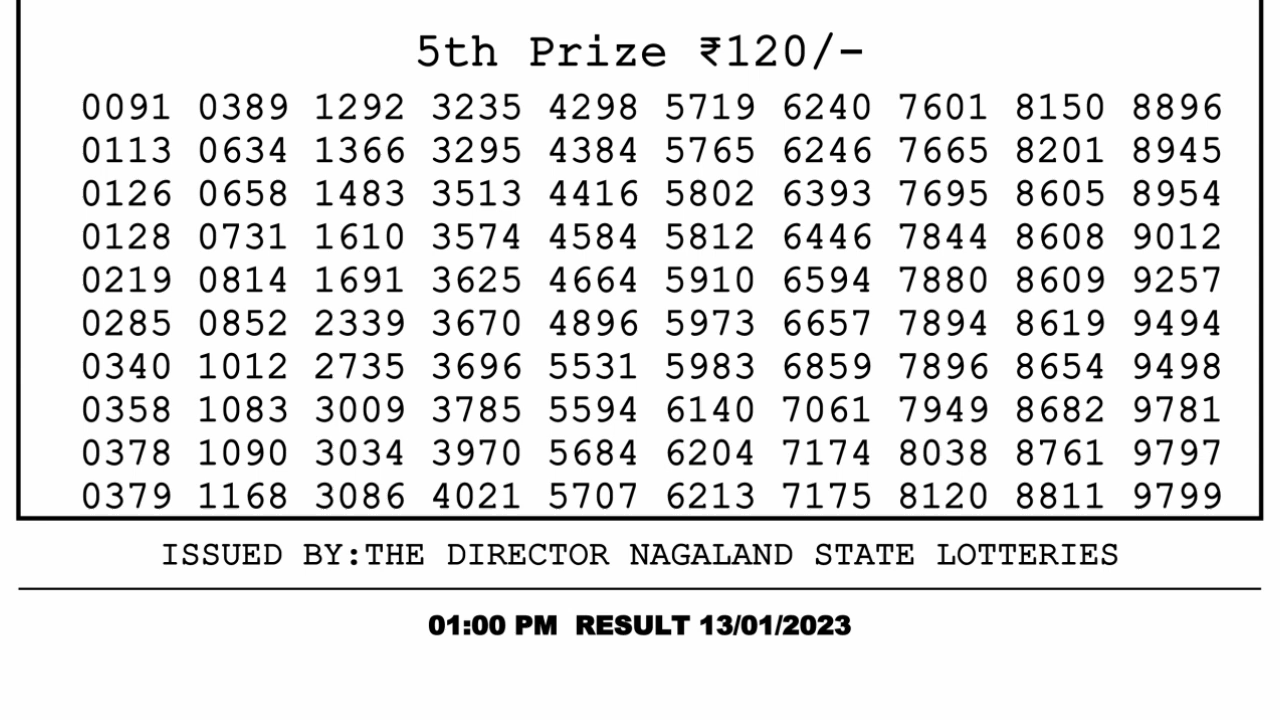 5th Prize ₹120/-
0091 0389 1292 3235 4298 5719 6240 7601 8150 8896
0113 0634 1366 3295 4384 5765 6246 7665 8201 8945
0126 0658 1483 3513 4416 5802 6393 7695 8605 8954
0128 0731 1610 3574 4584 5812 6446 7844 8608 9012
0219 0814 1691 3625 4664 5910 6594 7880 8609 9257
0285 0852 2339 3670 4896 5973 6657 7894 8619 9494
0340 1012 2735 3696 5531 5983 6859 7896 8654 9498
0358 1083 3009 3785 5594 6140 7061 7949 8682 9781
0378 1090 3034 3970 5684 6204 7174 8038 8761 9797
0379 1168 3086 4021 5707 6213 7175 8120 8811 9799
ISSUED BY:THE DIRECTOR NAGALAND STATE LOTTERIES
01:00 PM RESULT 13/01/2023